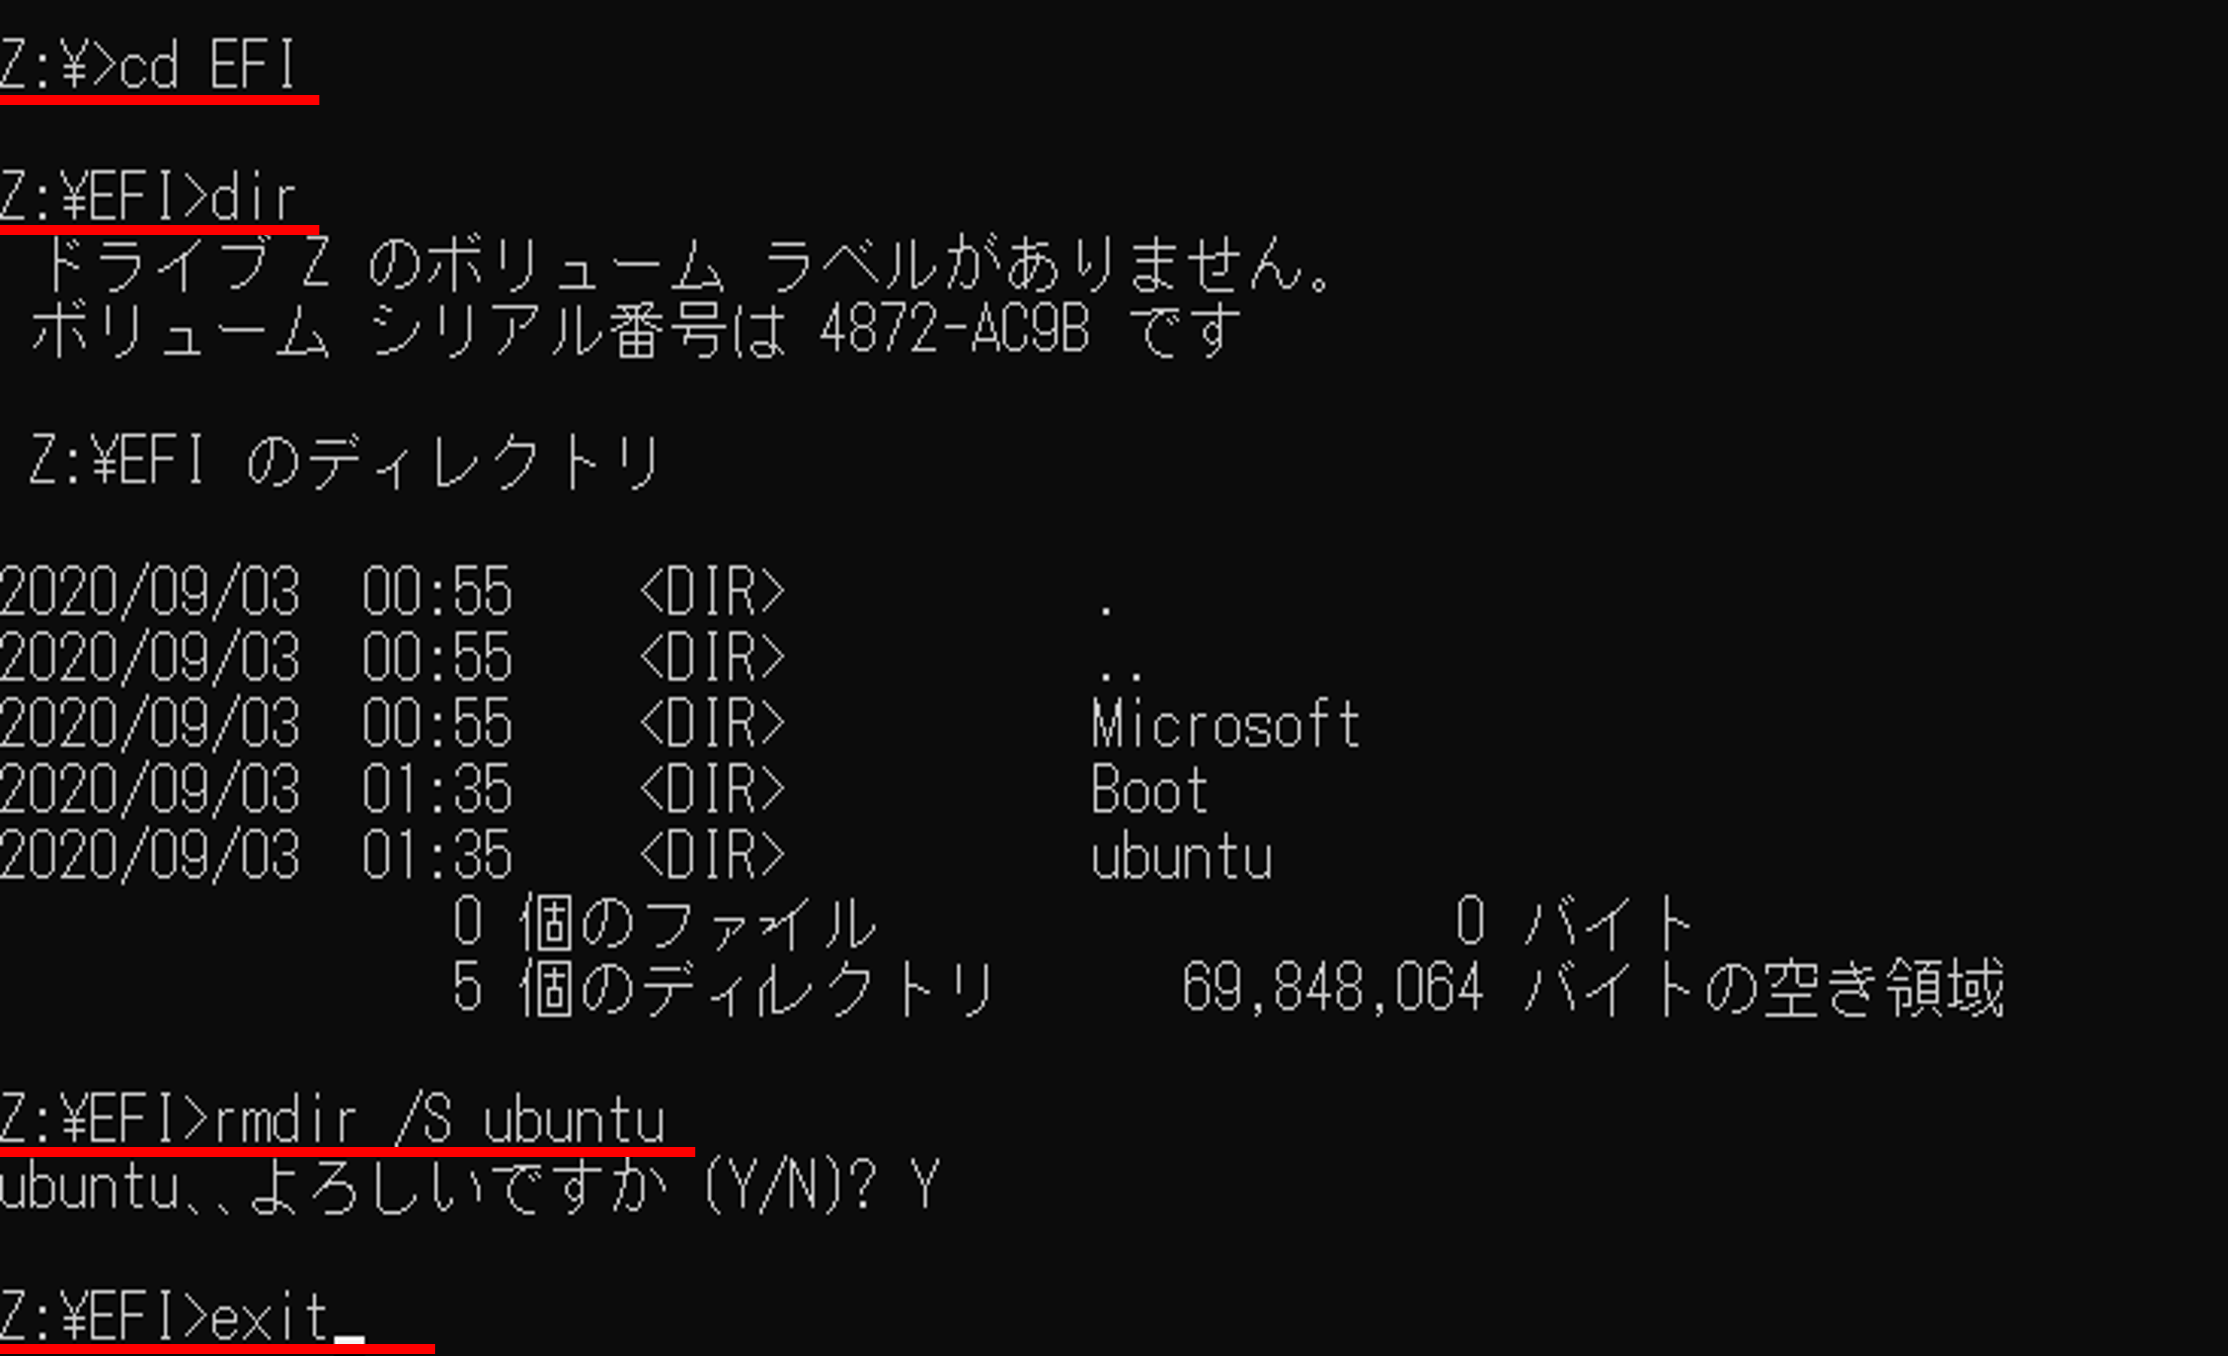 Z:¥>cd EFI
Z:¥EFI>dir
ドライブ Z のボリューム ラベルがありません。
ボリューム シリアル番号は 4872-AC9B です
Z:¥EFI のディレクトリ
2020/09/03  00:55    <DIR>          .
2020/09/03  00:55    <DIR>          ..
2020/09/03  00:55    <DIR>          Microsoft
2020/09/03  01:35    <DIR>          Boot
2020/09/03  01:35    <DIR>          ubuntu
0 個のファイル                   0 バイト
5 個のディレクトリ      69,848,064 バイトの空き領域
Z:¥EFI>rmdir /S ubuntu
ubuntu、、よろしいですか (Y/N)? Y
Z:¥EFI>exit